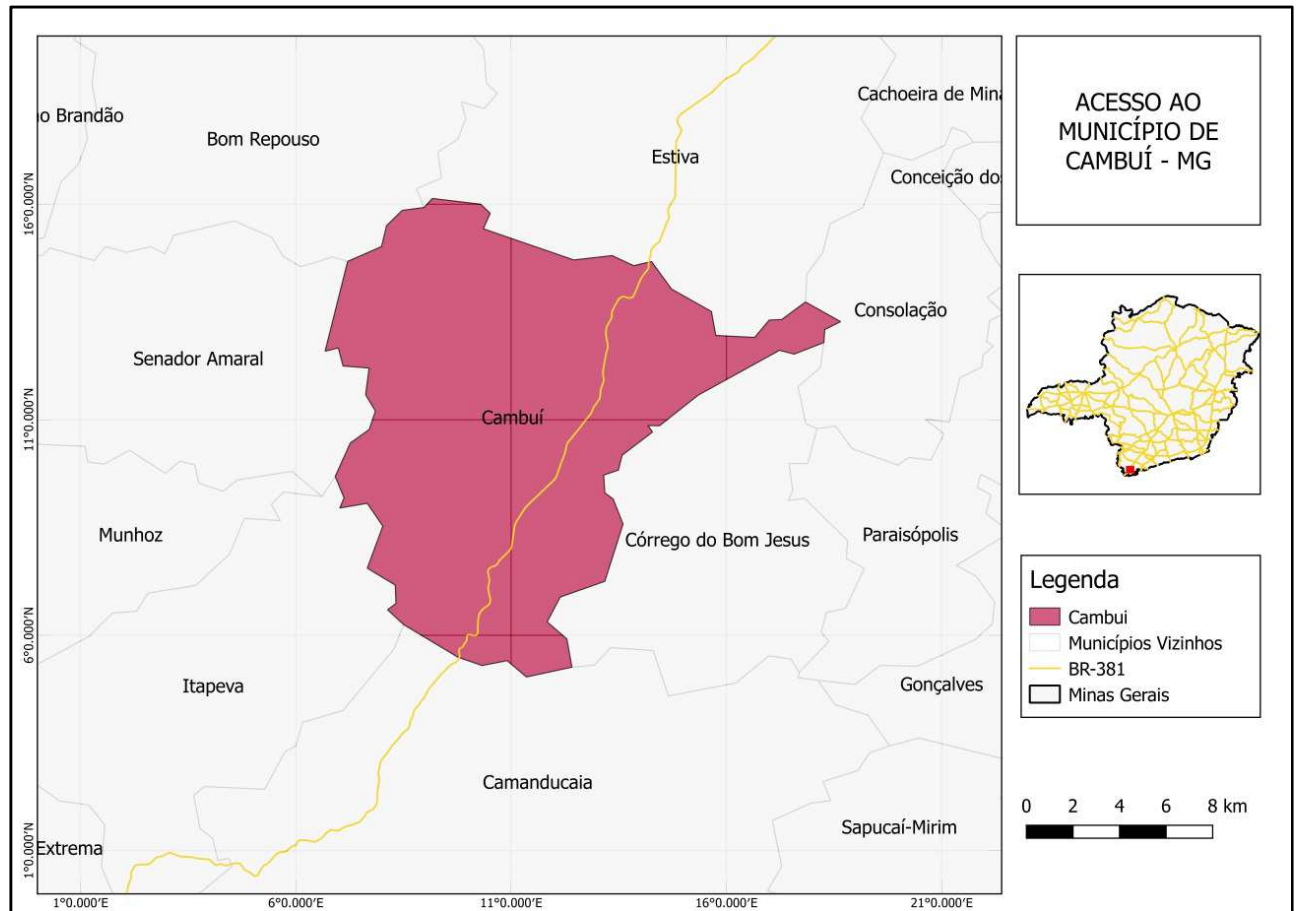 no Brandão
Bom Repouso
Cachoeira de Mina
Estiva
Conceição dos
Consolação
Senador Amaral
Cambuí
Munhoz
Córrego do Bom Jesus
Paraisópolis
Itapeva
Gonçalves
Camanducaia
Sapucaí-Mirim
Extrema
16°0.000'N
11°0.000'N
6°0.000'N
1°0.000'N
1°0.000'E
6°0.000'E
11°0.000'E
16°0.000'E
21°0.000'E
ACESSO AO
MUNICÍPIO DE
CAMBUÍ - MG
Legenda
Cambui
Municípios Vizinhos
BR-381
Minas Gerais
0 2 4 6 8 km